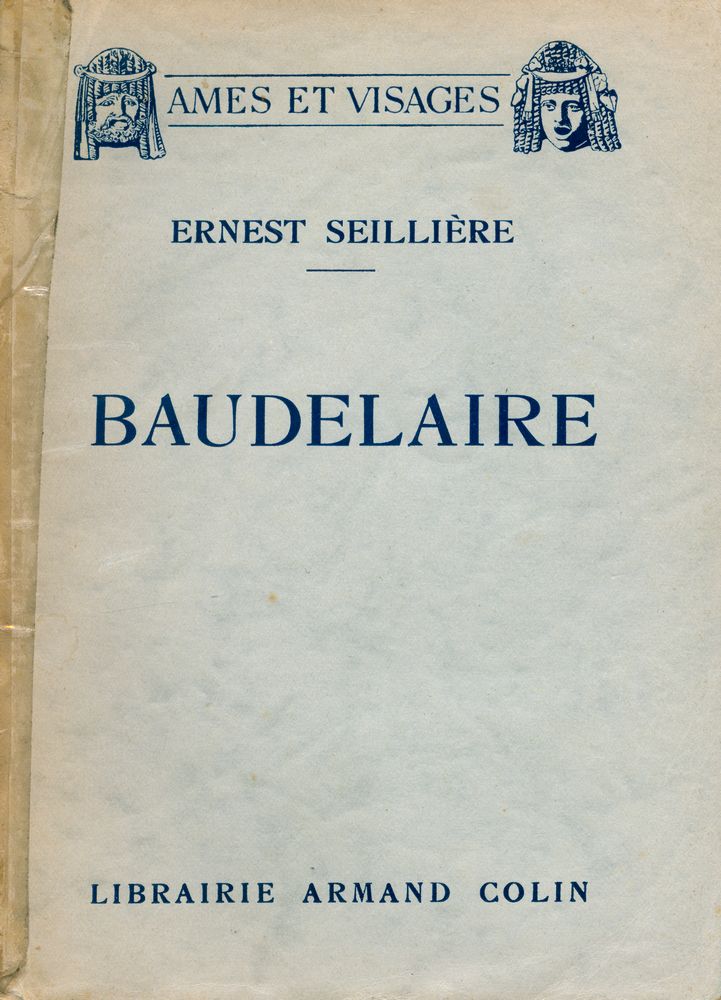 AMES ET VISAGES
ERNEST SEILLIÈRE
BAUDELAIRE
LIBRAIRIE ARMAND COLIN